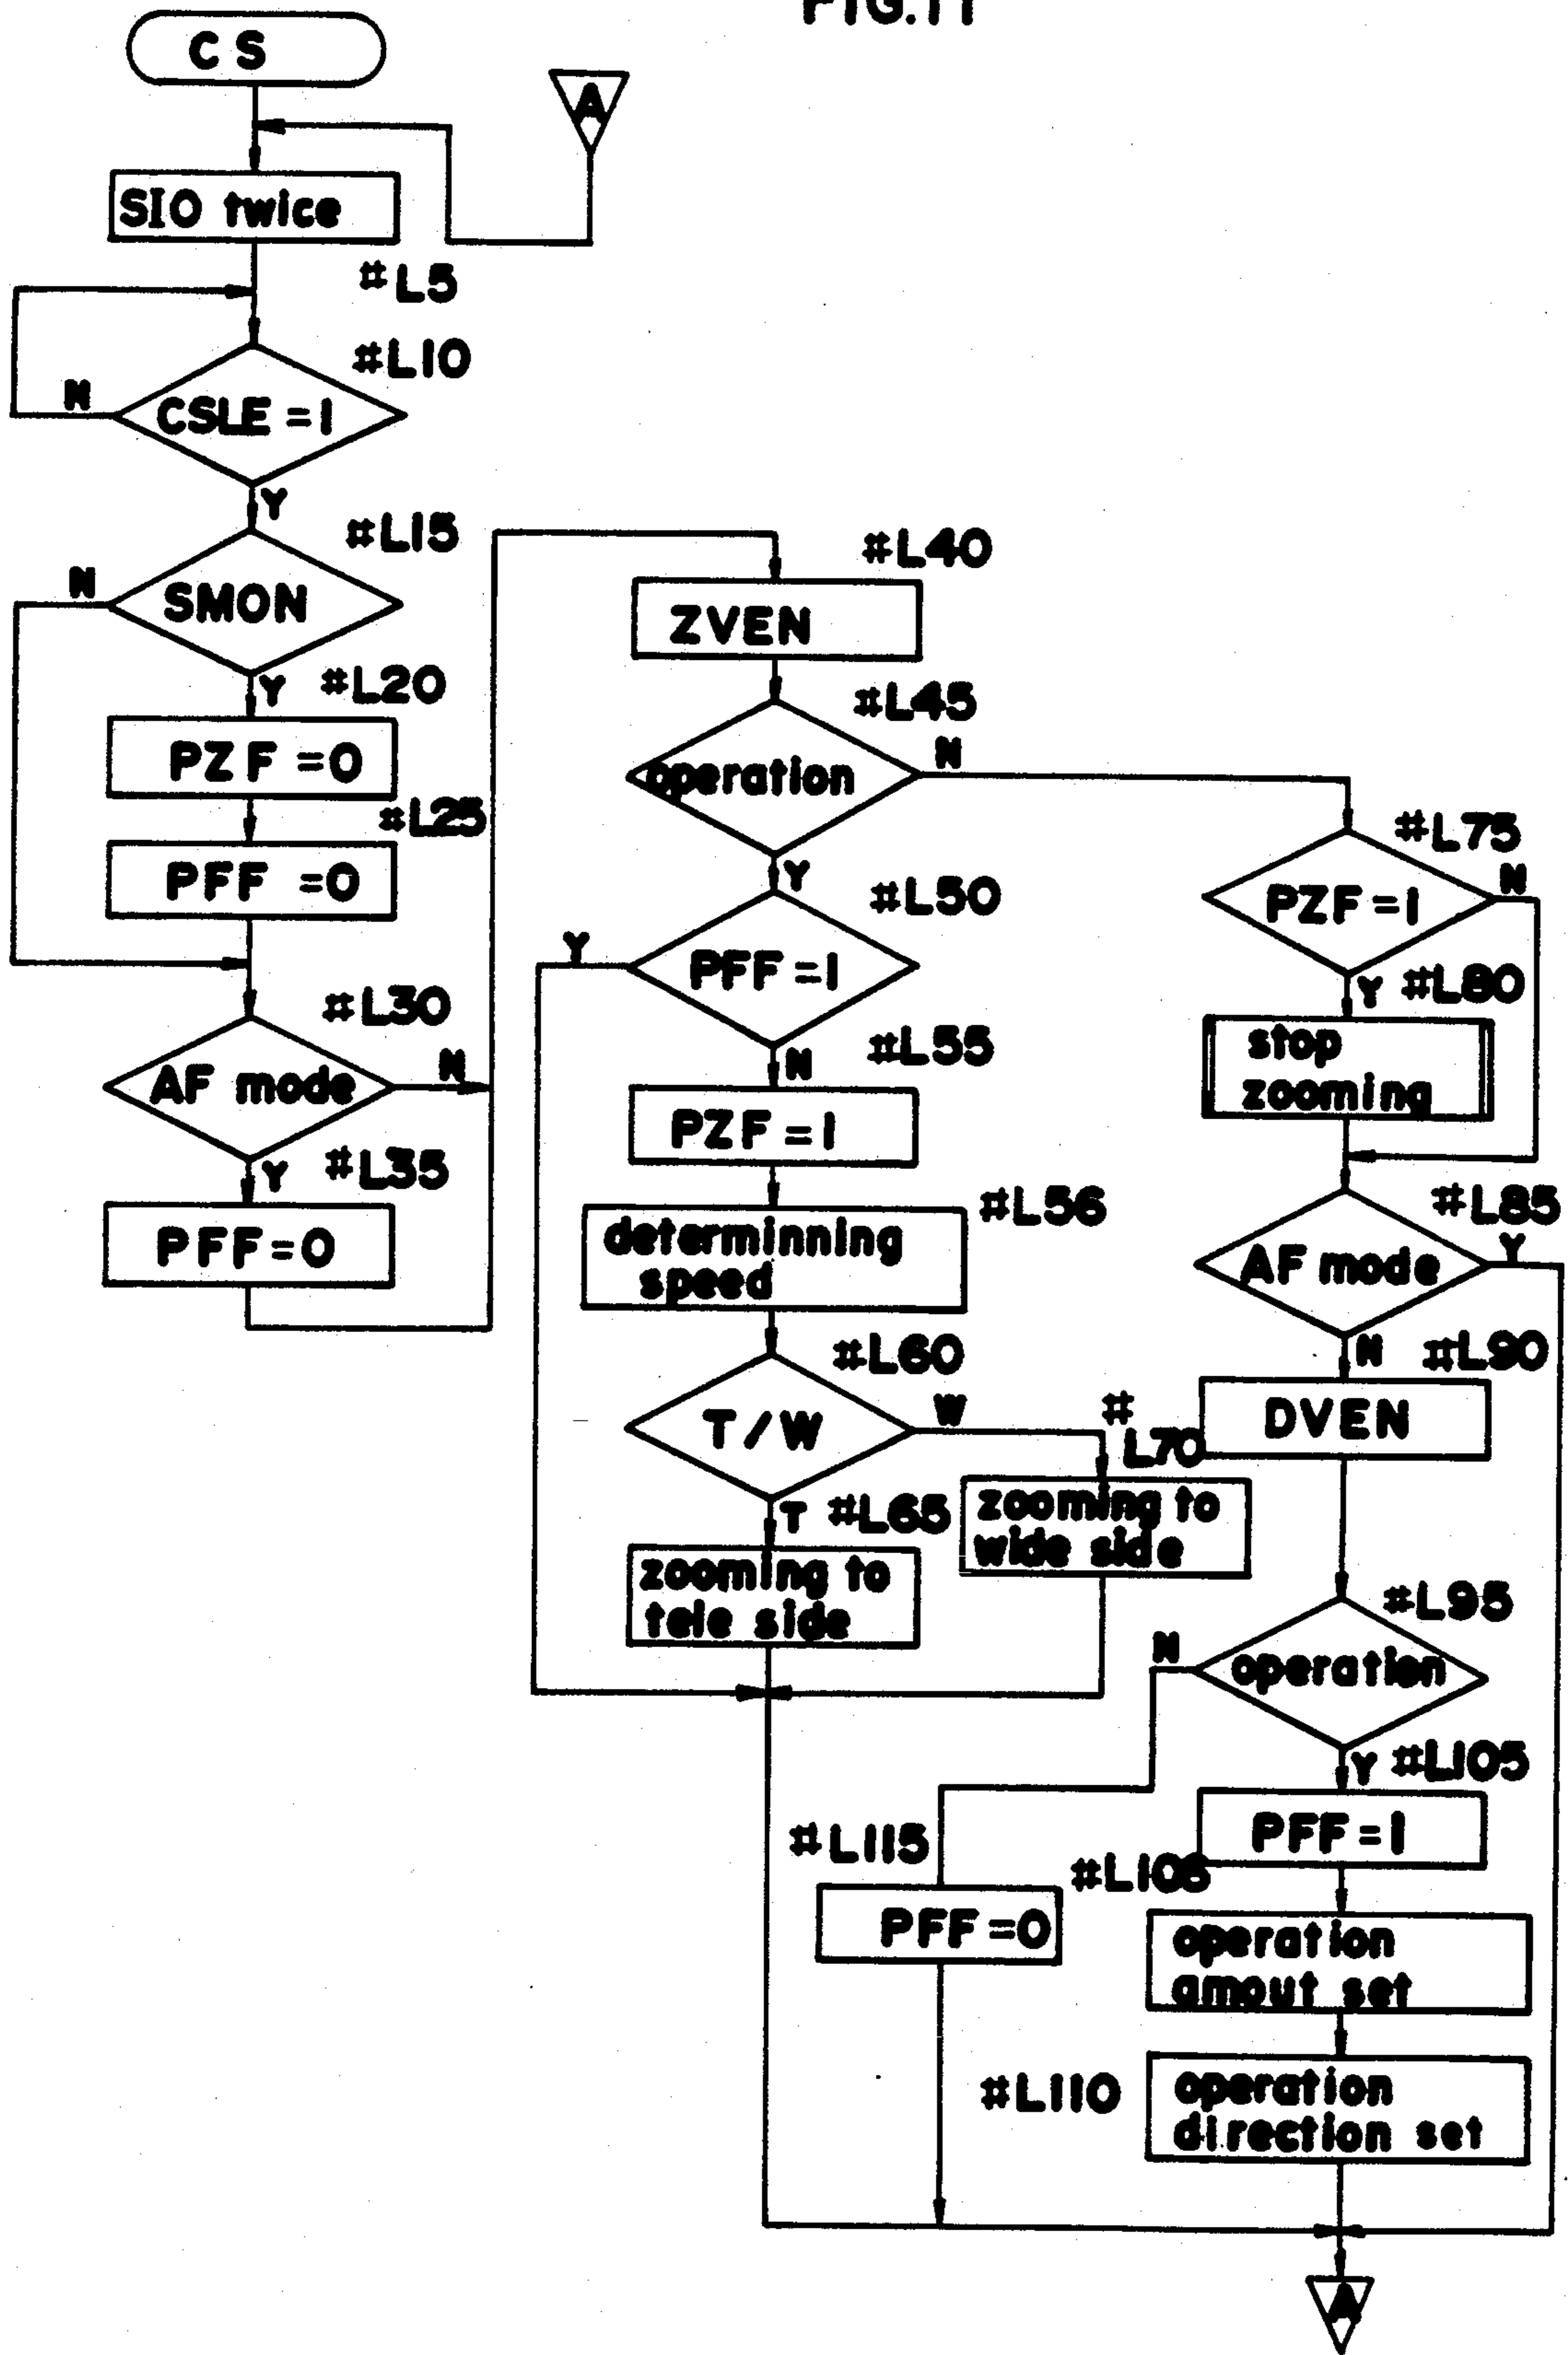 FIG.11
CS
A
SIO twice
#L5
#L10
N
CSLE=1
Y
#L15
N
SMON
Y
#L20
PZF=0
#L25
PFF=0
#L30
AF mode
N
Y
#L35
PFF=0
#L40
ZVEN
#L45
operation
N
Y
#L50
Y
PFF=1
#L55
N
PZF=1
#L56
determinning
speed
#L60
T/W
W
#
L70
T
#L65
zooming to
tele side
zooming to
wide side
#L75
PZF=1
N
Y
#L80
stop
zooming
#L85
AF mode
Y
N
#L90
DVEN
#L95
N
operation
Y
#L105
PFF=1
#L115
PFF=0
#L105
operation
amout set
#L110
operation
direction set
A